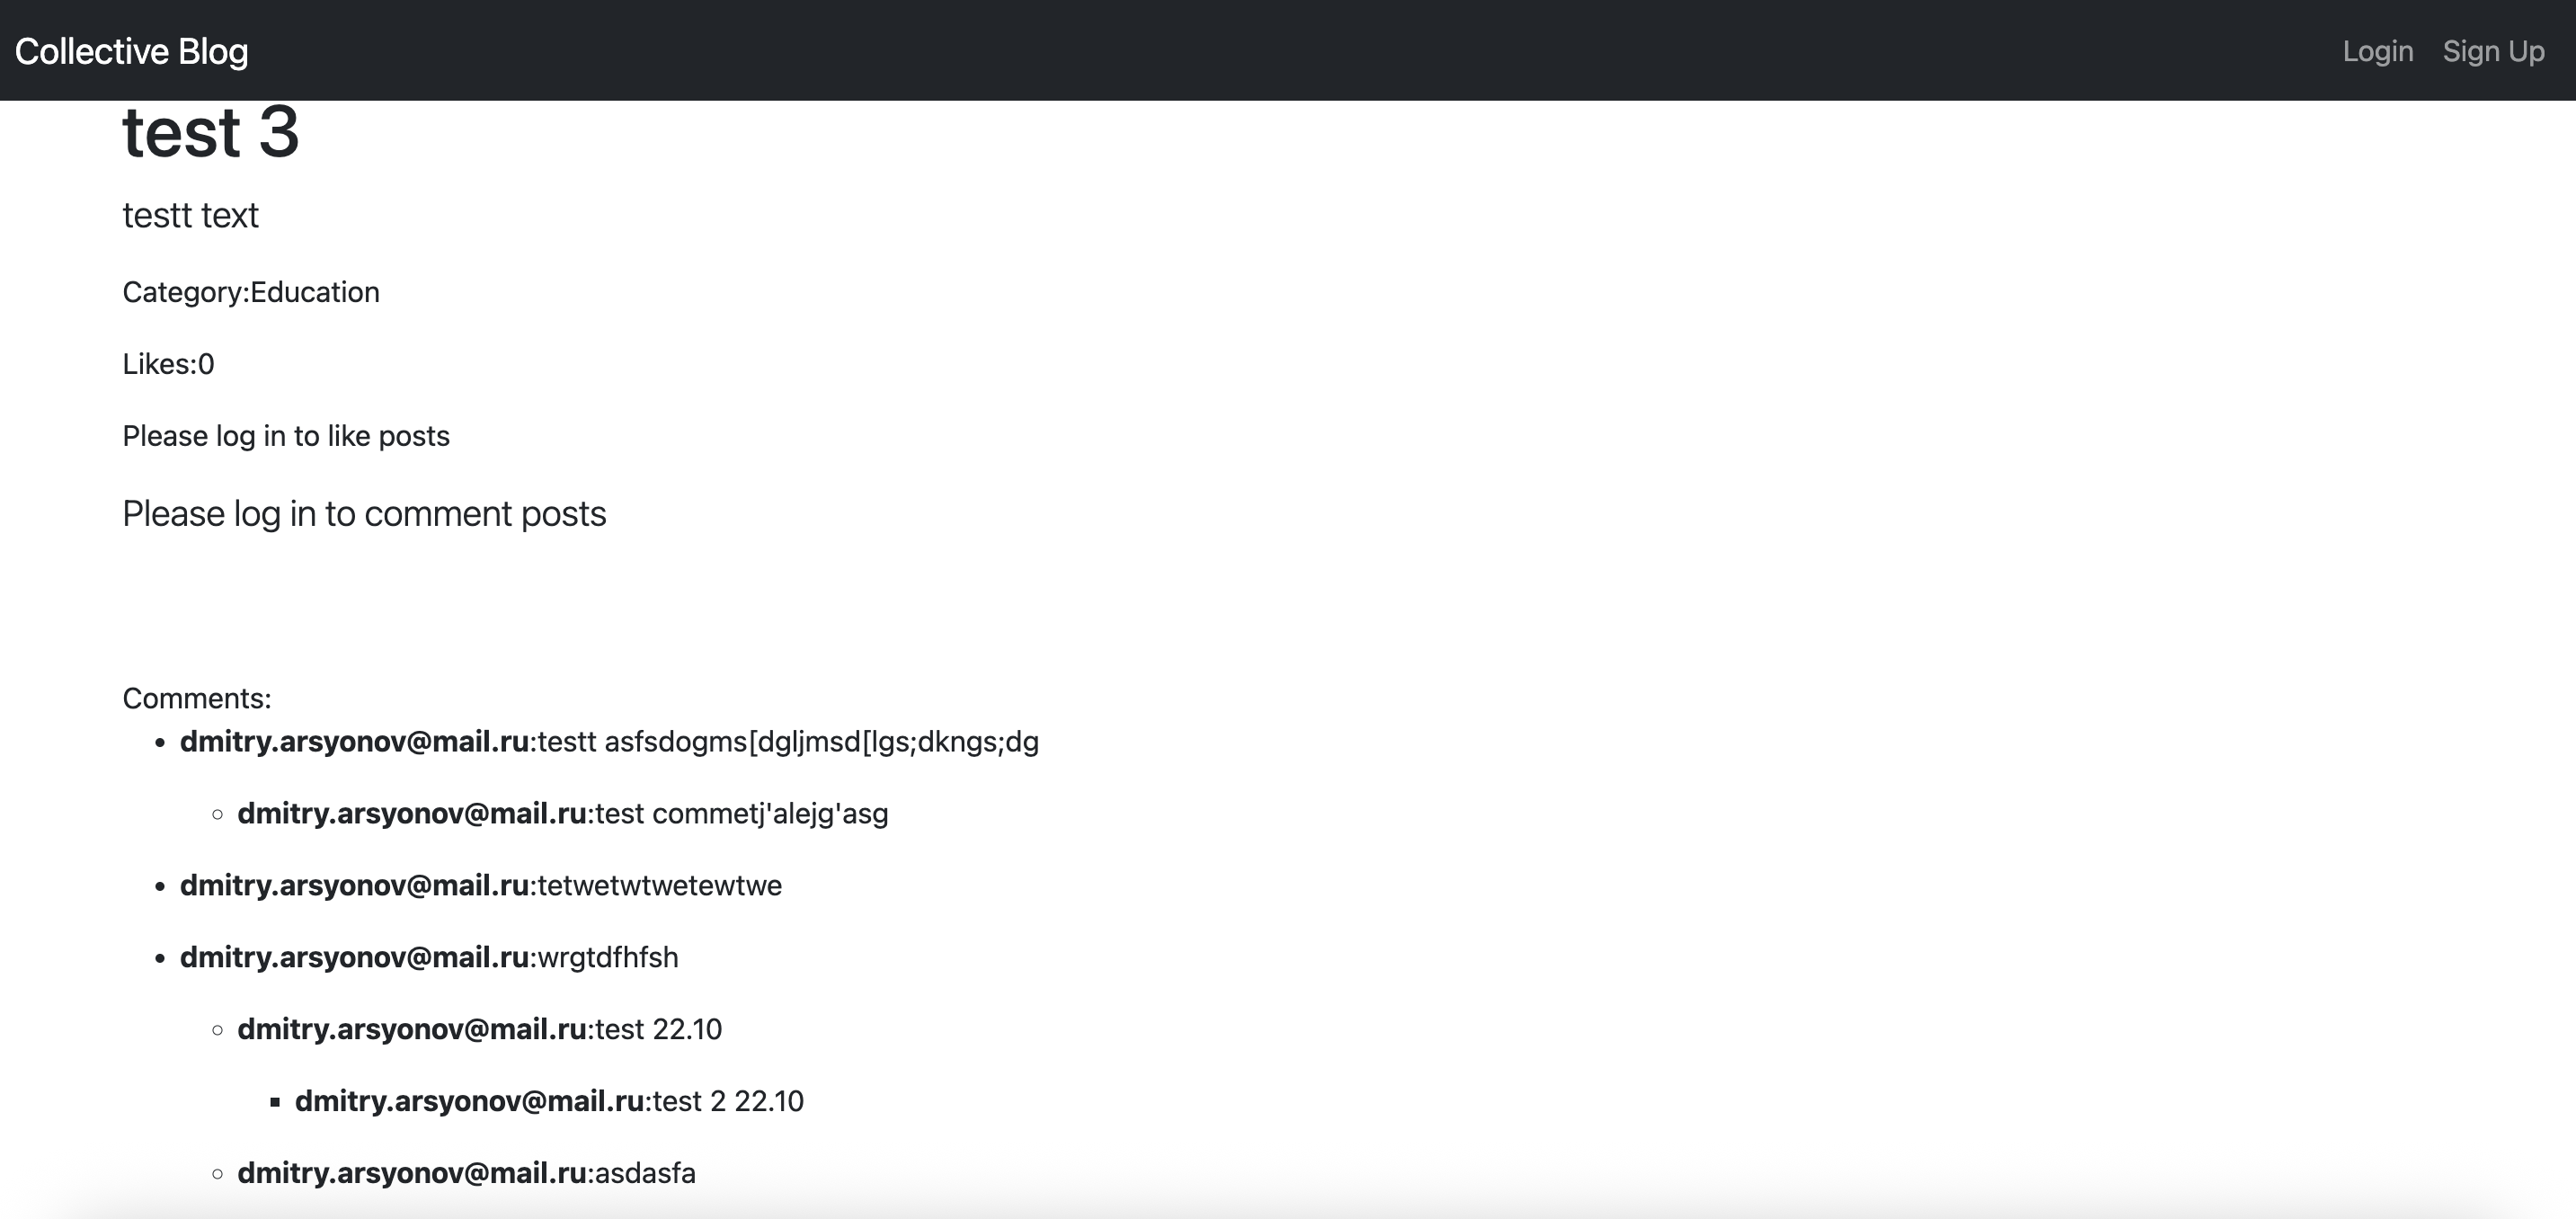 Collective Blog
Login
Sign Up
test 3
testt text
Category:Education
Likes:0
Please log in to like posts
Please log in to comment posts
Comments:
dmitry.arsyonov@mail.ru:testt asfsdogms[dgljmsd[lgs;dkngs;dg
dmitry.arsyonov@mail.ru:test commetj'alejg'asg
dmitry.arsyonov@mail.ru:tetwetwtwetewtwe
dmitry.arsyonov@mail.ru:wrgtdfhfsh
dmitry.arsyonov@mail.ru:test 22.10
dmitry.arsyonov@mail.ru:test 2 22.10
dmitry.arsyonov@mail.ru:asdasfa